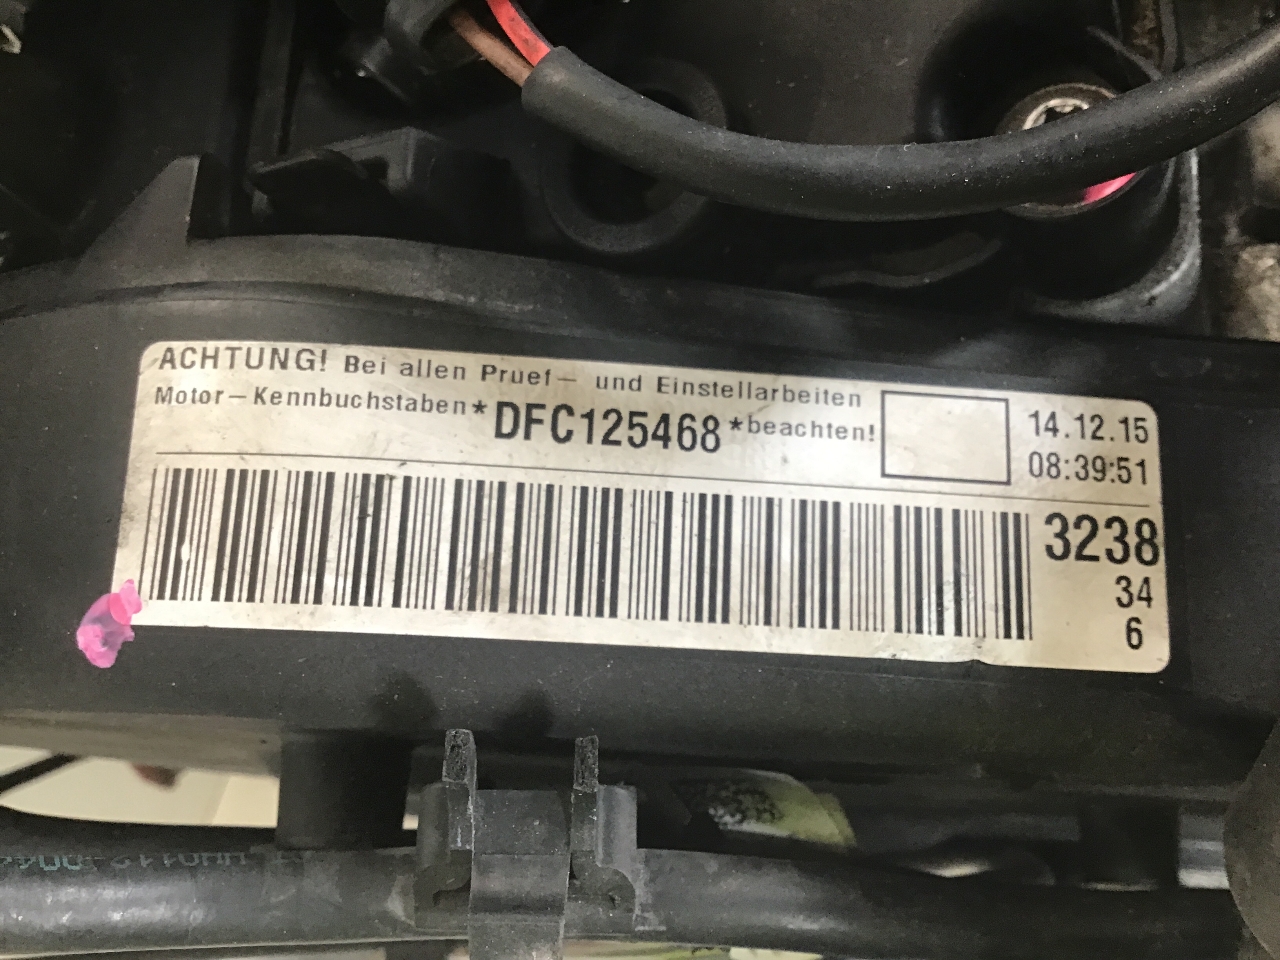 ACHTUNG! Bei allen Pruef- und Einstellarbeiten
Motor-Kennbuchstaben*DFC125468*beachten!
14.12.15
08:39:51
3238
34
6